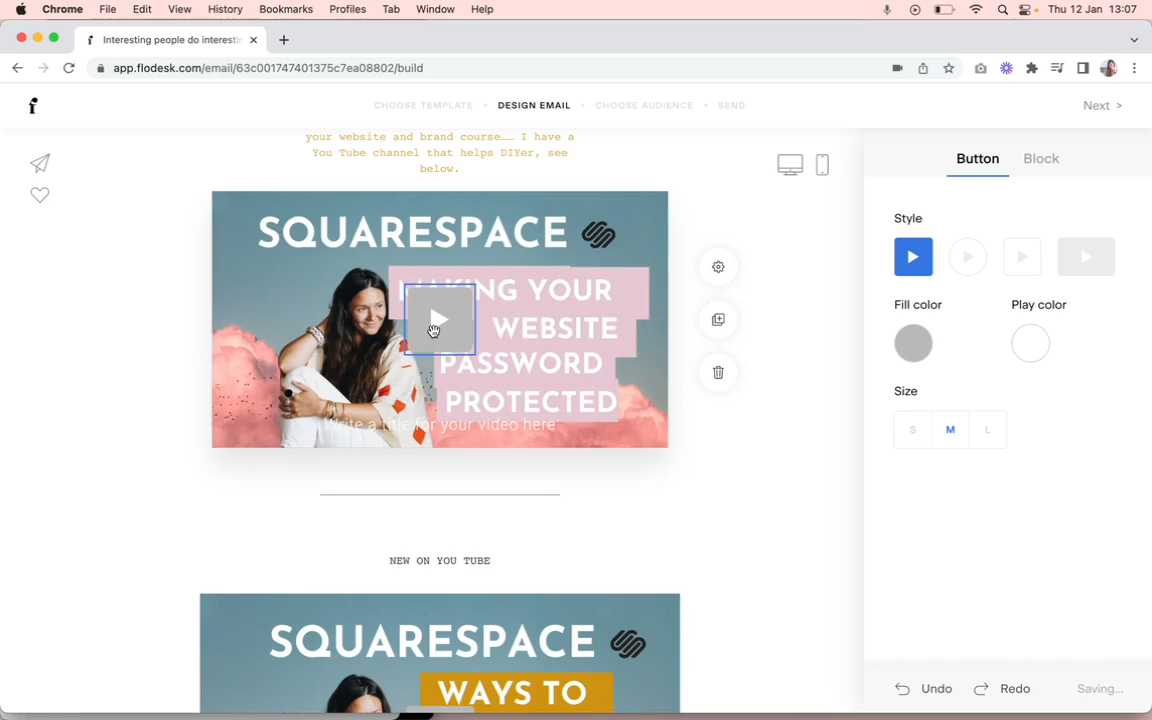 Chrome File Edit View History Bookmarks Profiles Tab Window Help Thu 12 Jan 13:07
Interesting people do interesti
app.flodesk.com/email/63c001747401375c7ea08802/build
CHOOSE TEMPLATE DESIGN EMAIL CHOOSE AUDIENCE SEND Next >
your website and brand course…… I have a
You Tube channel that helps DIYer, see
below.
Button Block
SQUARESPACE
MAKING YOUR
WEBSITE
PASSWORD
PROTECTED
Write a title for your video here
Style
Fill color Play color
Size
S M L
NEW ON YOU TUBE
SQUARESPACE
WAYS TO
Undo Redo Saving...